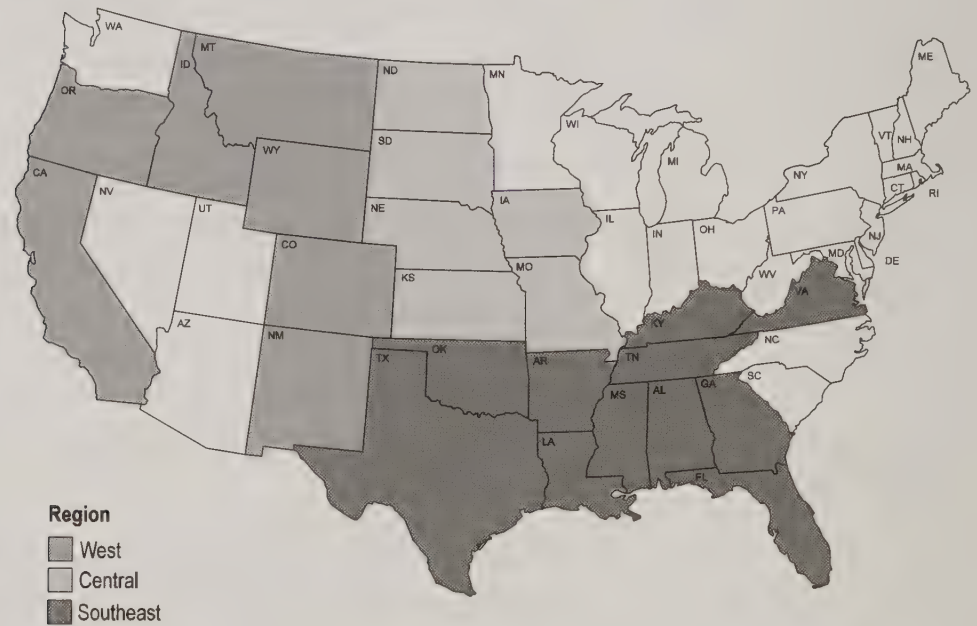 WA
MT
ID
ND
MN
ME
OR
WI
VT
NH
SD
MI
WY
MA
NY
CA
CT
RI
NV
IA
NE
UT
PA
IL
IN
OH
CO
NJ
MD
DE
MO
KS
WV
VA
AZ
KY
NM
NC
OK
TX
AR
TN
SC
GA
MS
AL
LA
FL
Region
West
Central
Southeast